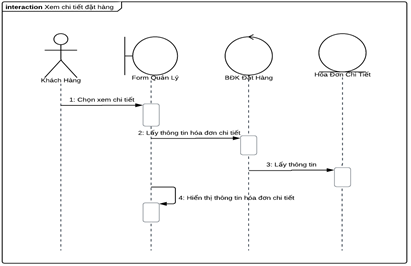 interaction Xem chi tiết đặt hàng
Khách Hàng
Form Quản Lý
BĐK Đặt Hàng
Hóa Đơn Chi Tiết
1: Chọn xem chi tiết
2: Lấy thông tin hóa đơn chi tiết
3: Lấy thông tin
4: Hiển thị thông tin hóa đơn chi tiết